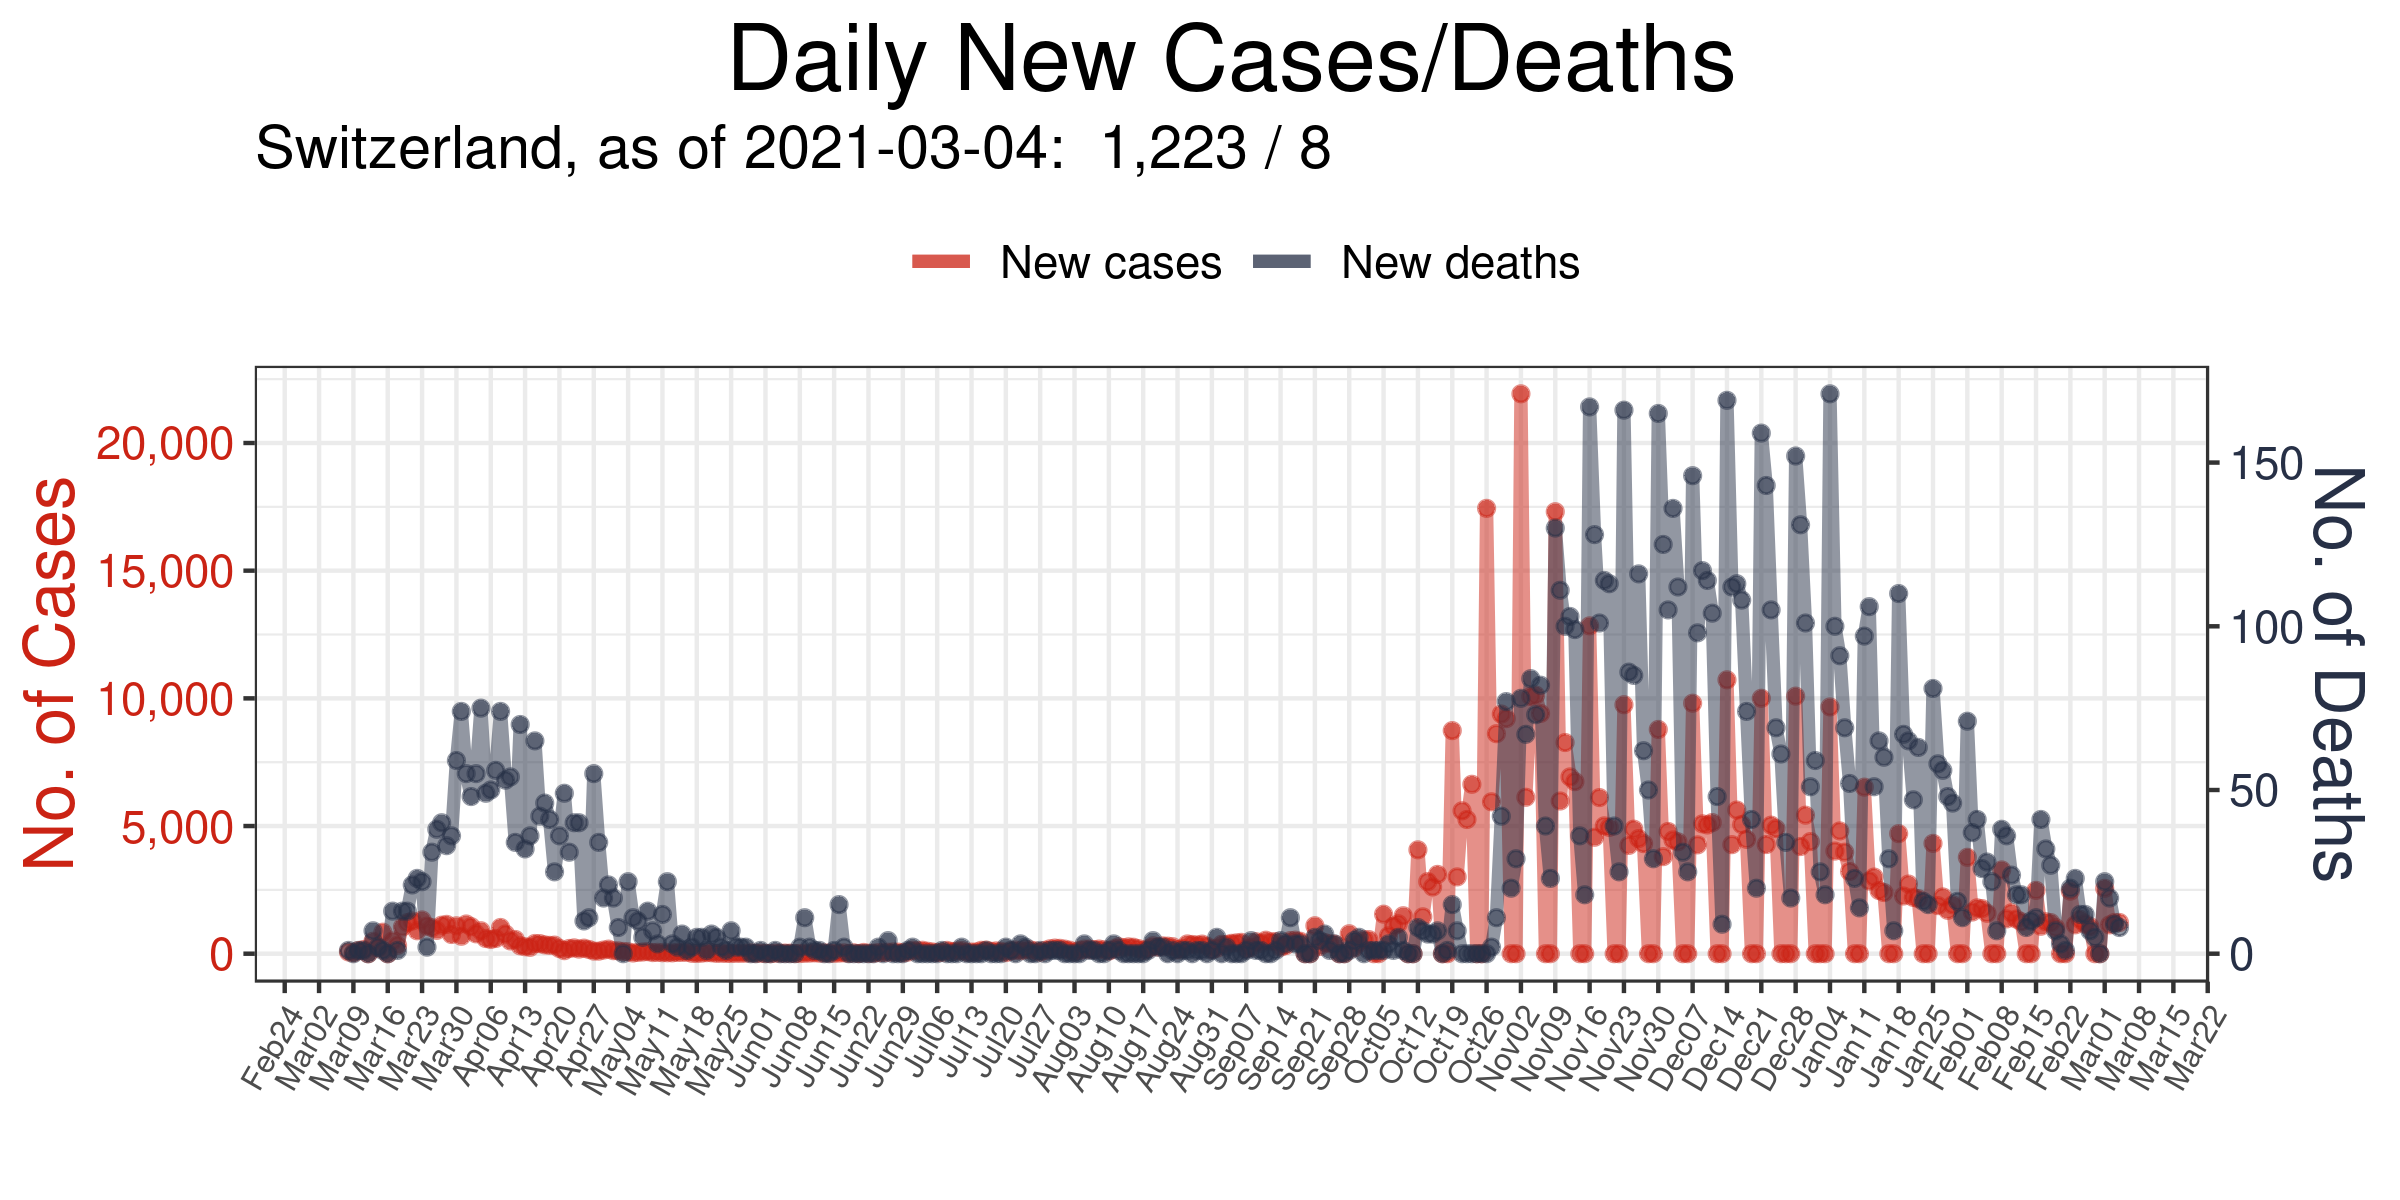 Daily New Cases/Deaths
Switzerland, as of 2021-03-04:  1,223 / 8
New cases
New deaths
No. of Cases
20,000
15,000
10,000
5,000
0
150
100
50
0
No. of Deaths
Feb24
Mar02
Mar09
Mar16
Mar23
Mar30
Apr06
Apr13
Apr20
Apr27
May04
May11
May18
May25
Jun01
Jun08
Jun15
Jun22
Jun29
Jul06
Jul13
Jul20
Jul27
Aug03
Aug10
Aug17
Aug24
Aug31
Sep07
Sep14
Sep21
Sep28
Oct05
Oct12
Oct19
Oct26
Nov02
Nov09
Nov16
Nov23
Nov30
Dec07
Dec14
Dec21
Dec28
Dec04
Jan11
Jan18
Jan25
Feb01
Feb08
Feb15
Feb22
Mar01
Mar08
Mar15
Mar22